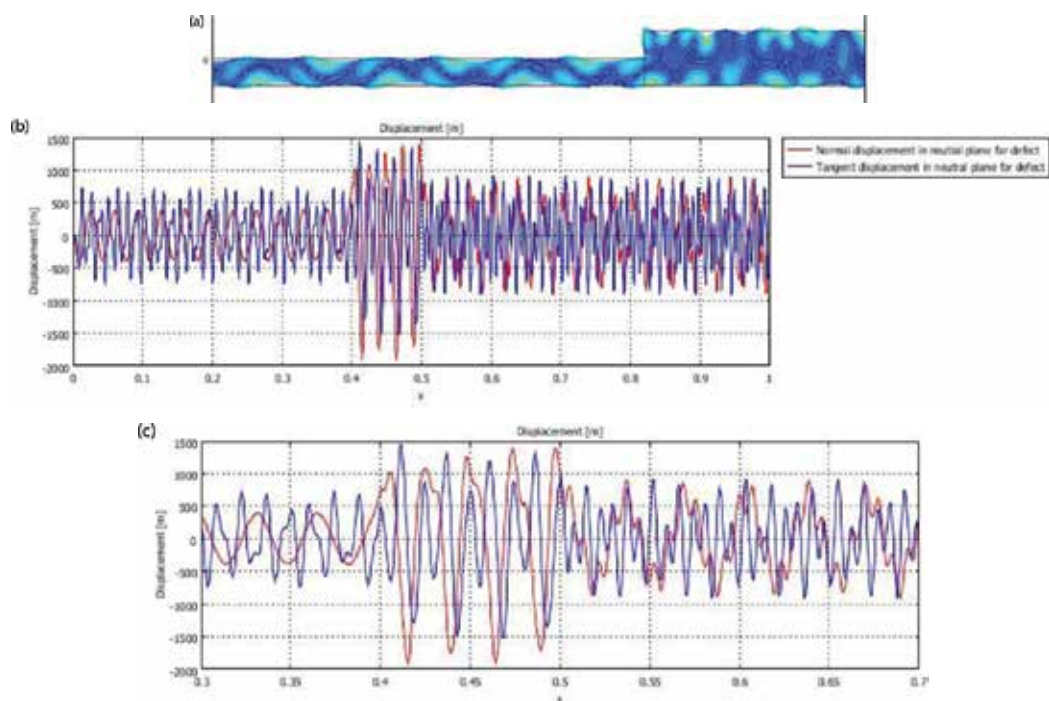 (a)
0
(b)
Displacement [m]
1500
1000
500
0
-500
-1000
-1500
-2000
Displacement [m]
0 0.1 0.2 0.3 0.4 0.5 0.6 0.7 0.8 0.9 1
x
Normal displacement in neutral plane for defect
Tangent displacement in neutral plane for defect
(c)
Displacement [m]
1500
1000
500
0
-500
-1000
-1500
-2000
Displacement [m]
0.3 0.35 0.4 0.45 0.5 0.55 0.6 0.65 0.7